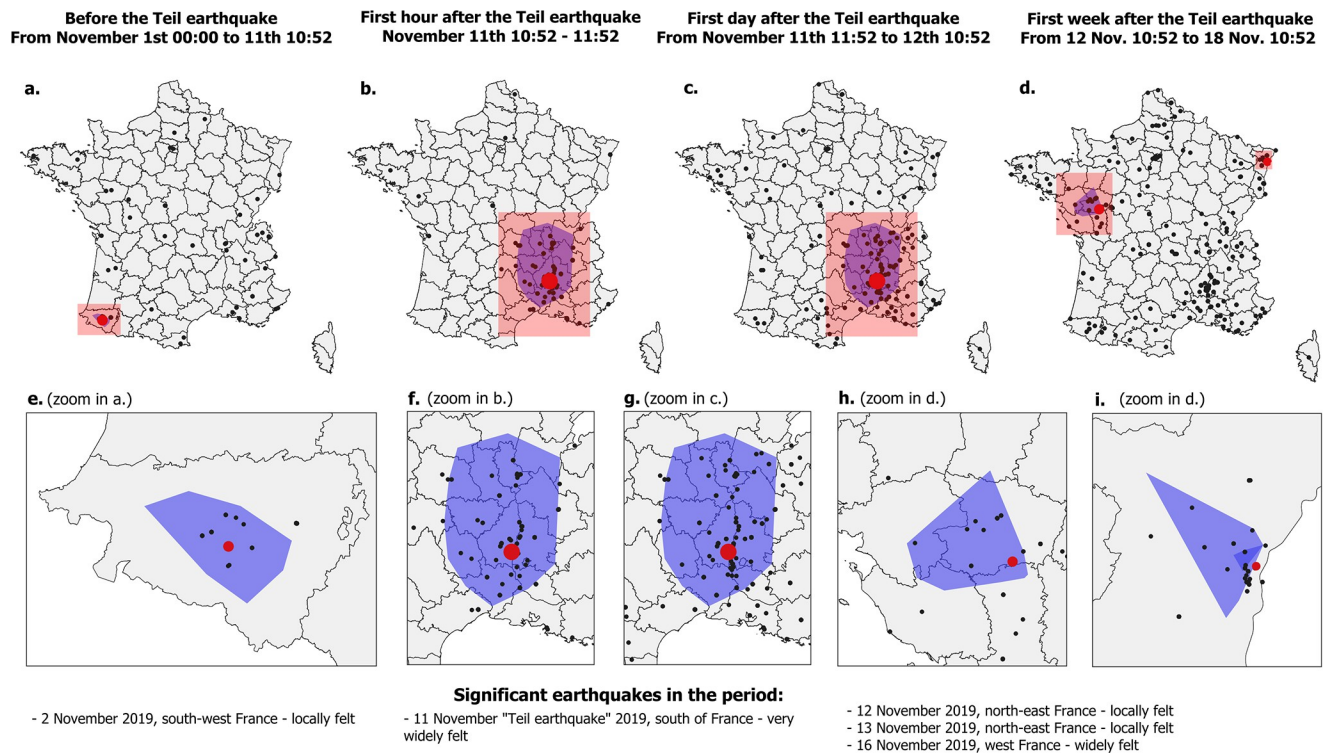 Before the Teil earthquake
From November 1st 00:00 to 11th 10:52
First hour after the Teil earthquake
November 11th 10:52 - 11:52
First day after the Teil earthquake
From November 11th 11:52 to 12th 10:52
First week after the Teil earthquake
From 12 Nov. 10:52 to 18 Nov. 10:52
a.
b.
c.
d.
e. (zoom in a.)
f. (zoom in b.)
g. (zoom in c.)
h. (zoom in d.)
i. (zoom in d.)
Significant earthquakes in the period:
- 2 November 2019, south-west France - locally felt
- 11 November "Teil earthquake" 2019, south of France - very
widely felt
- 12 November 2019, north-east France - locally felt
- 13 November 2019, north-east France - locally felt
- 16 November 2019, west France - widely felt